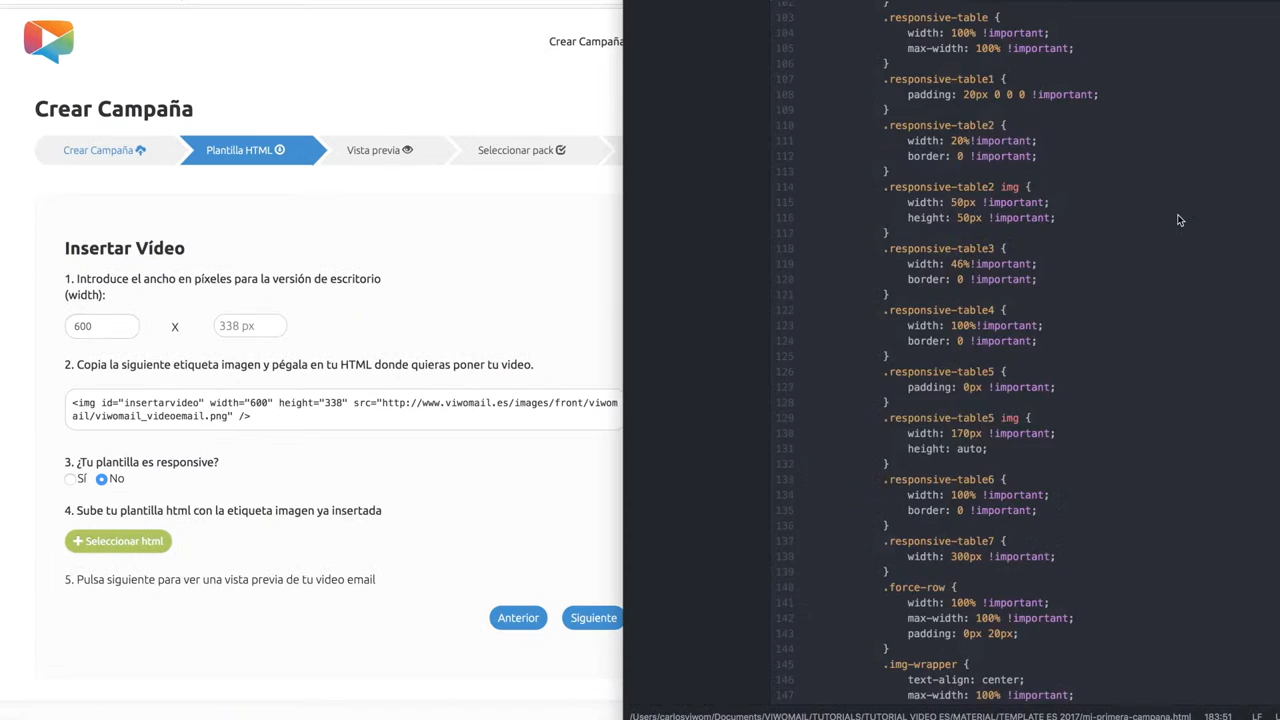 Crear Campaña
Crear Campaña
Crear Campaña
Plantilla HTML
Vista previa
Seleccionar pack
Insertar Vídeo
1. Introduce el ancho en píxeles para la versión de escritorio
(width):
600
X
338 px
2. Copia la siguiente etiqueta imagen y pégala en tu HTML donde quieras poner tu video.
<img id="insertarvideo" width="600" height="338" src="http://www.viwomail.es/images/front/viwom
ail/viwomail_videoemail.png" />
3. ¿Tu plantilla es responsive?
Sí
No
4. Sube tu plantilla html con la etiqueta imagen ya insertada
Seleccionar html
5. Pulsa siguiente para ver una vista previa de tu video email
Anterior
Siguiente
102 }
103 .responsive-table {
104 width: 100% !important;
105 max-width: 100% !important;
106 }
107 .responsive-table1 {
108 padding: 20px 0 0 0 !important;
109 }
110 .responsive-table2 {
111 width: 20%!important;
112 border: 0 !important;
113 }
114 .responsive-table2 img {
115 width: 50px !important;
116 height: 50px !important;
117 }
118 .responsive-table3 {
119 width: 46%!important;
120 border: 0 !important;
121 }
122 .responsive-table4 {
123 width: 100%!important;
124 border: 0 !important;
125 }
126 .responsive-table5 {
127 padding: 0px !important;
128 }
129 .responsive-table5 img {
130 width: 170px !important;
131 height: auto;
132 }
133 .responsive-table6 {
134 width: 100% !important;
135 border: 0 !important;
136 }
137 .responsive-table7 {
138 width: 300px !important;
139 }
140 .force-row {
141 width: 100% !important;
142 max-width: 100% !important;
143 padding: 0px 20px;
144 }
145 .img-wrapper {
146 text-align: center;
147 max-width: 100% !important;
/Users/carlosviwom/Documents/VIWOMAIL/TUTORIALS/TUTORIAL VIDEO ES/MATERIAL/TEMPLATE ES 2017/mi-primera-campana.html 183:51 LF